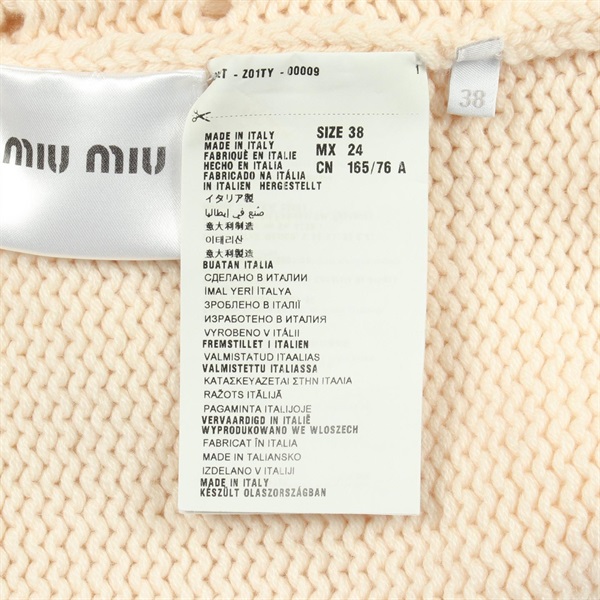 T - Z01TY - 00009 1
miu miu
38
MADE IN ITALY
MADE IN ITALY
FABRIQUÉ EN ITALIE
HECHO EN ITALIA
FABRICADO NA ITÁLIA
IN ITALIEN HERGESTELLT
SIZE 38
MX 24
CN 165/76 A
イタリア製
صنع في إيطاليا
意大利制造
이태리산
意大利製造
BUATAN ITALIA
СДЕЛАНО В ИТАЛИИ
İMAL YERİ İTALYA
ЗРОБЛЕНО В ІТАЛІЇ
ИЗРАБОТЕНО В ИТАЛИЯ
VYROBENO V ITÁLII
FREMSTILLET I ITALIEN
VALMISTATUD ITAALIAS
VALMISTETTU ITALIASSA
ΚΑΤΑΣΚΕΥΑΖΕΤΑΙ ΣΤΗΝ ΙΤΑΛΙΑ
RAŽOTS ITĀLIJĀ
PAGAMINTA ITALIJOJE
VERVAARDIGD IN ITALIË
WYPRODUKOWANO WE WLOSZECH
FABRICAT ÎN ITALIA
MADE IN TALIANSKO
IZDELANO V ITALIJI
MADE IN ITALY
KÉSZÜLT OLASZORSZÁGBAN